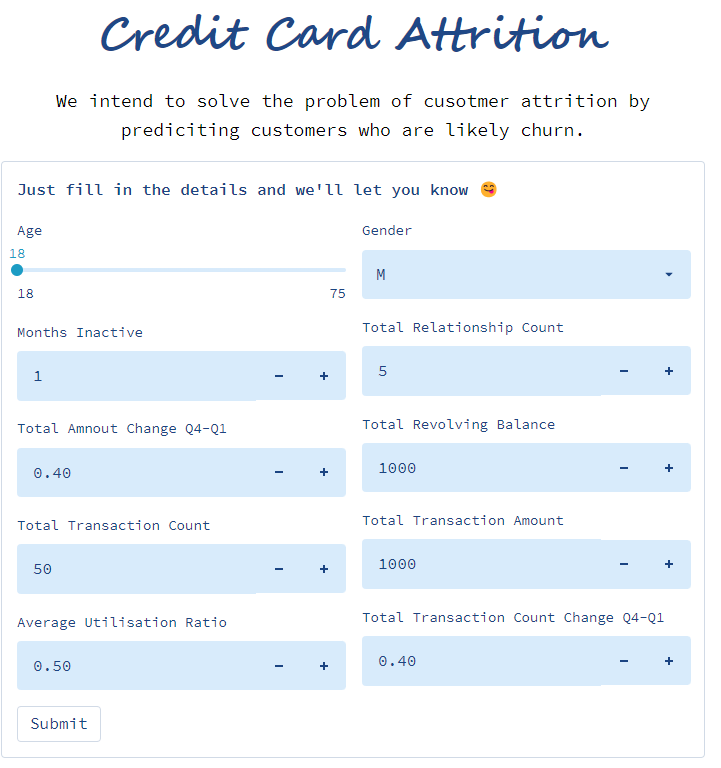 Credit Card Attrition
We intend to solve the problem of cusotmer attrition by
prediciting customers who are likely churn.
Just fill in the details and we'll let you know 😋
Age
18
18 75
Gender
M
Months Inactive
1
Total Relationship Count
5
Total Amnout Change Q4-Q1
0.40
Total Revolving Balance
1000
Total Transaction Count
50
Total Transaction Amount
1000
Average Utilisation Ratio
0.50
Total Transaction Count Change Q4-Q1
0.40
Submit